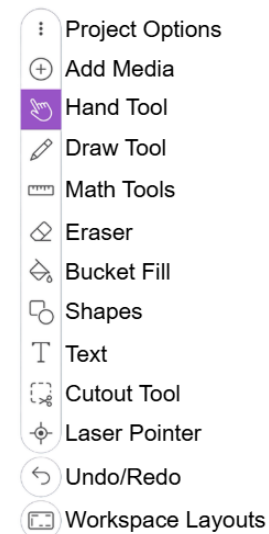 Project Options
Add Media
Hand Tool
Draw Tool
Math Tools
Eraser
Bucket Fill
Shapes
T Text
Cutout Tool
Laser Pointer
Undo/Redo
Workspace Layouts